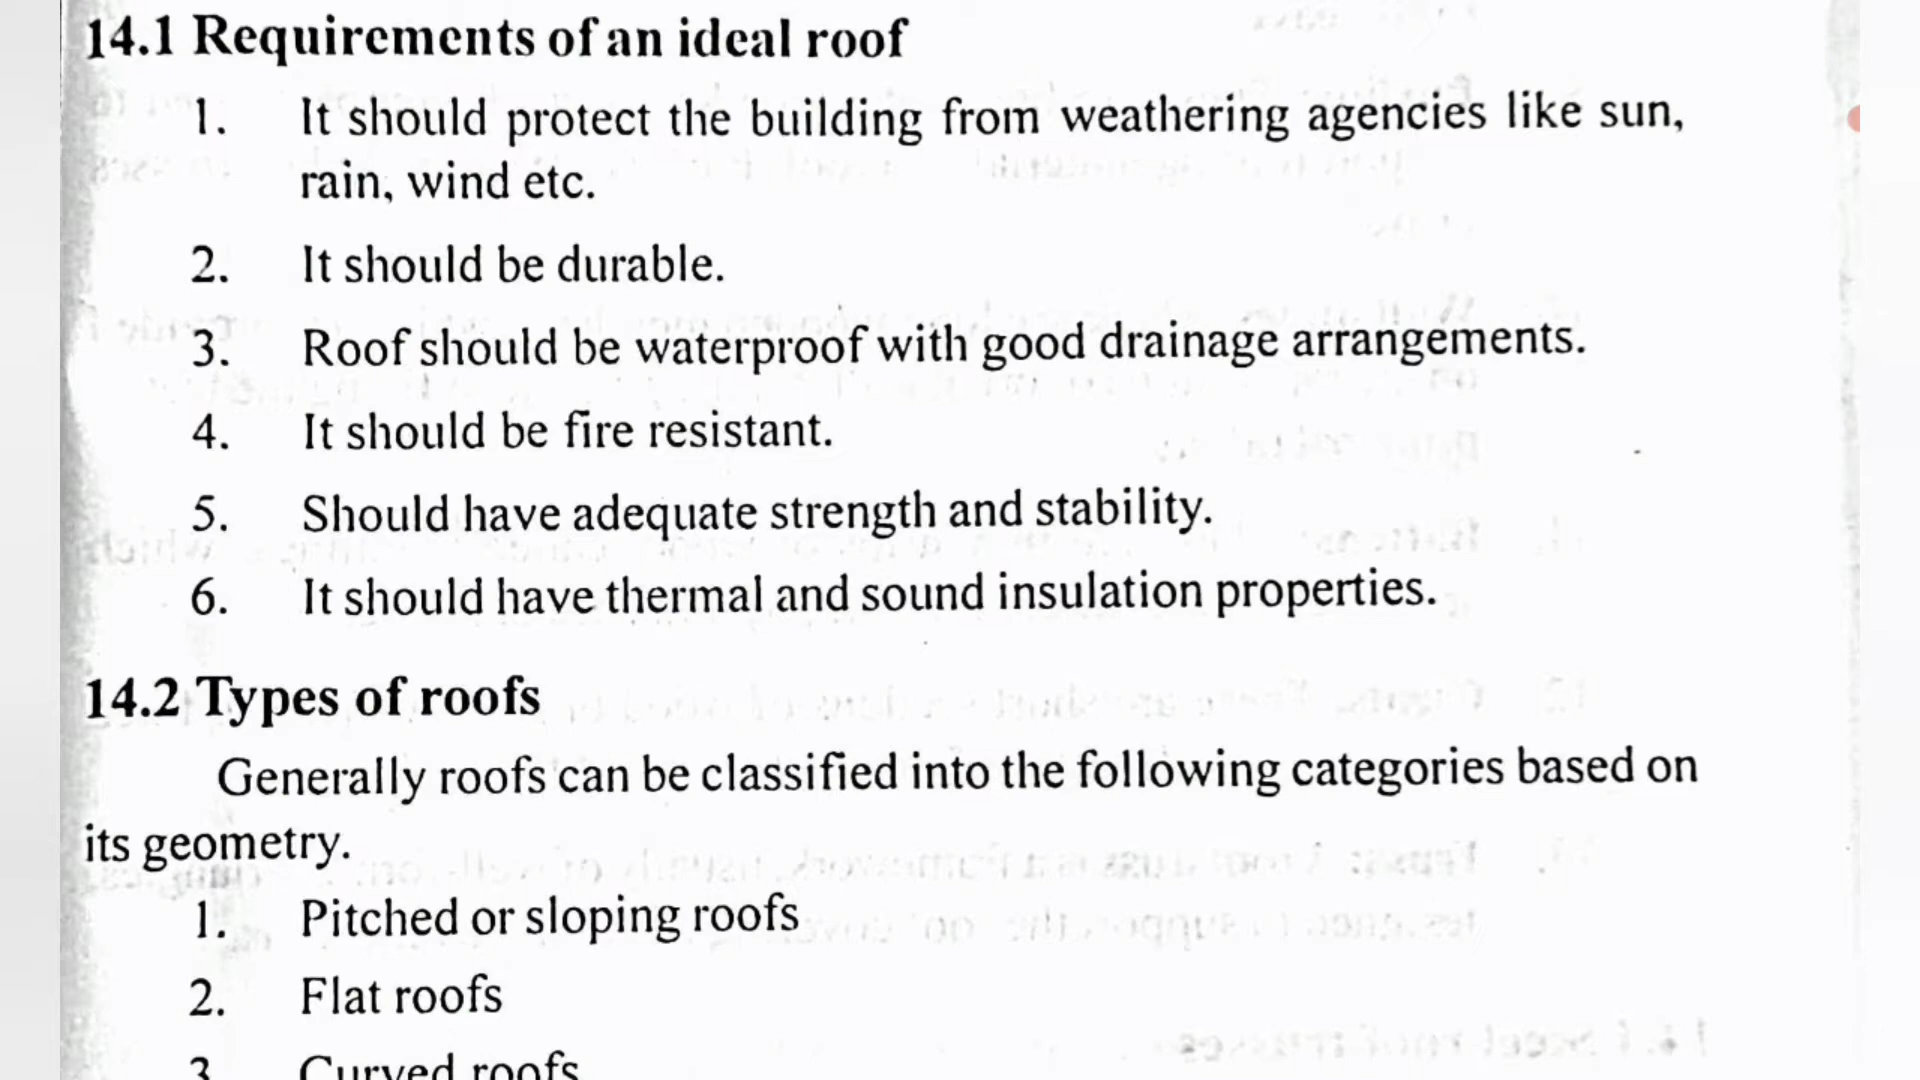 14.1 Requirements of an ideal roof
1. It should protect the building from weathering agencies like sun,
rain, wind etc.
2. It should be durable.
3. Roof should be waterproof with good drainage arrangements.
4. It should be fire resistant.
5. Should have adequate strength and stability.
6. It should have thermal and sound insulation properties.
14.2 Types of roofs
Generally roofs can be classified into the following categories based on
its geometry.
1. Pitched or sloping roofs
2. Flat roofs
3 Curved roofs